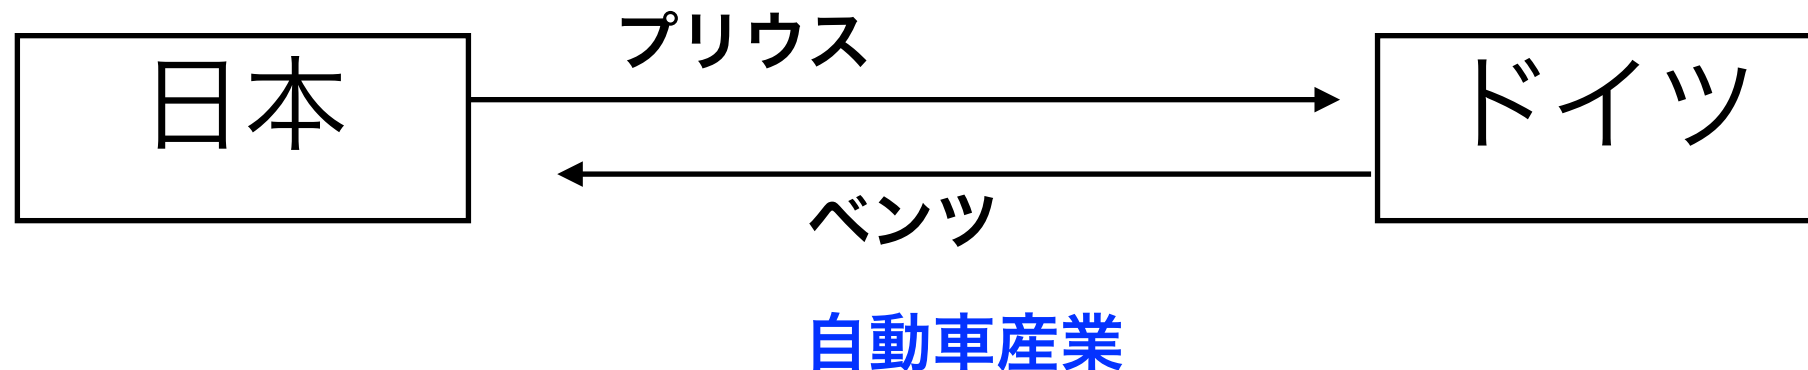 プリウス
日本
ドイツ
ベンツ
自動車産業